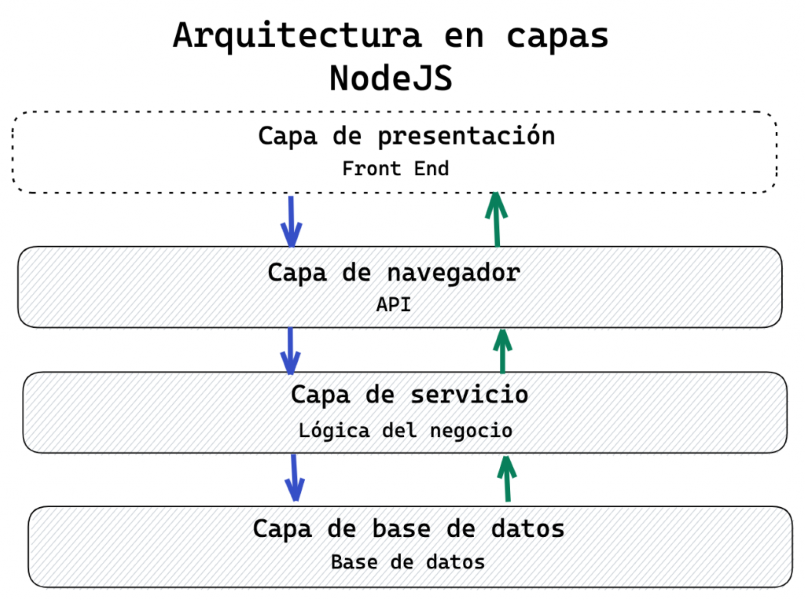 Arquitectura en capas
NodeJS
Capa de presentación
Front End
Capa de navegador
API
Capa de servicio
Lógica del negocio
Capa de base de datos
Base de datos